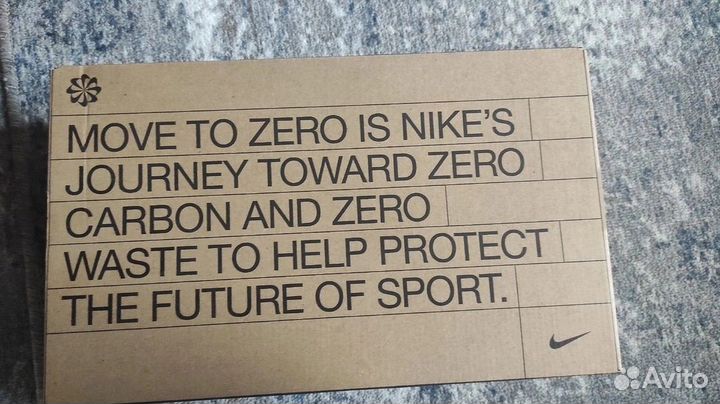 MOVE TO ZERO IS NIKE'S
JOURNEY TOWARD ZERO
CARBON AND ZERO
WASTE TO HELP PROTECT
THE FUTURE OF SPORT.
Avito